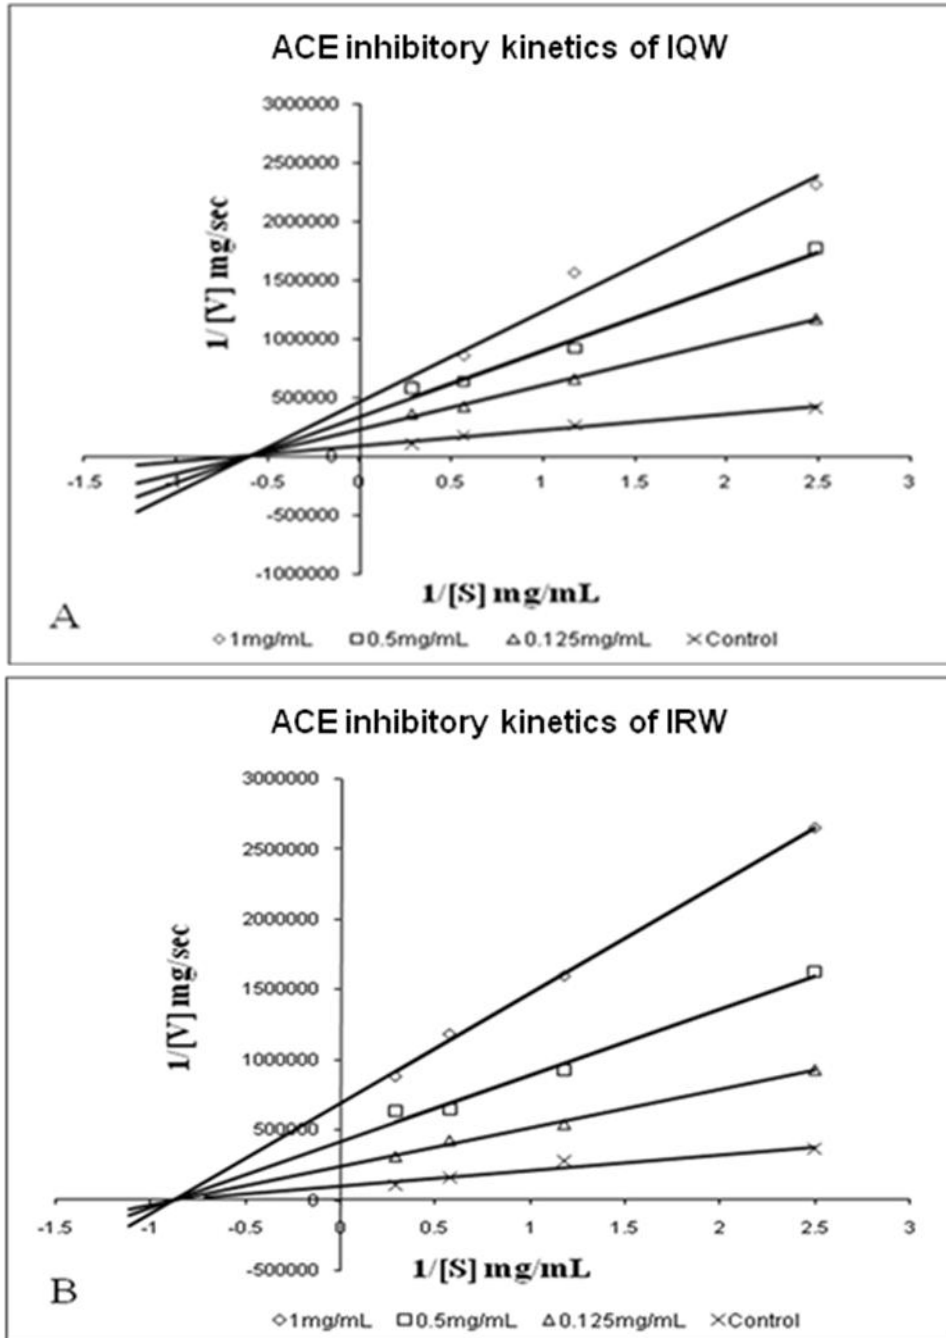 ACE inhibitory kinetics of IQW
3000000
2500000
2000000
1500000
1000000
500000
0
-500000
-1000000
1/ [V] mg/sec
-1.5 -1 -0.5 0 0.5 1 1.5 2 2.5 3
1/[S] mg/mL
A
1mg/mL 0.5mg/mL 0.125mg/mL Control
ACE inhibitory kinetics of IRW
3000000
2500000
2000000
1500000
1000000
500000
0
-500000
1/[V] mg/sec
-1.5 -1 -0.5 0 0.5 1 1.5 2 2.5 3
1/[S] mg/mL
B
1mg/mL 0.5mg/mL 0.125mg/mL Control